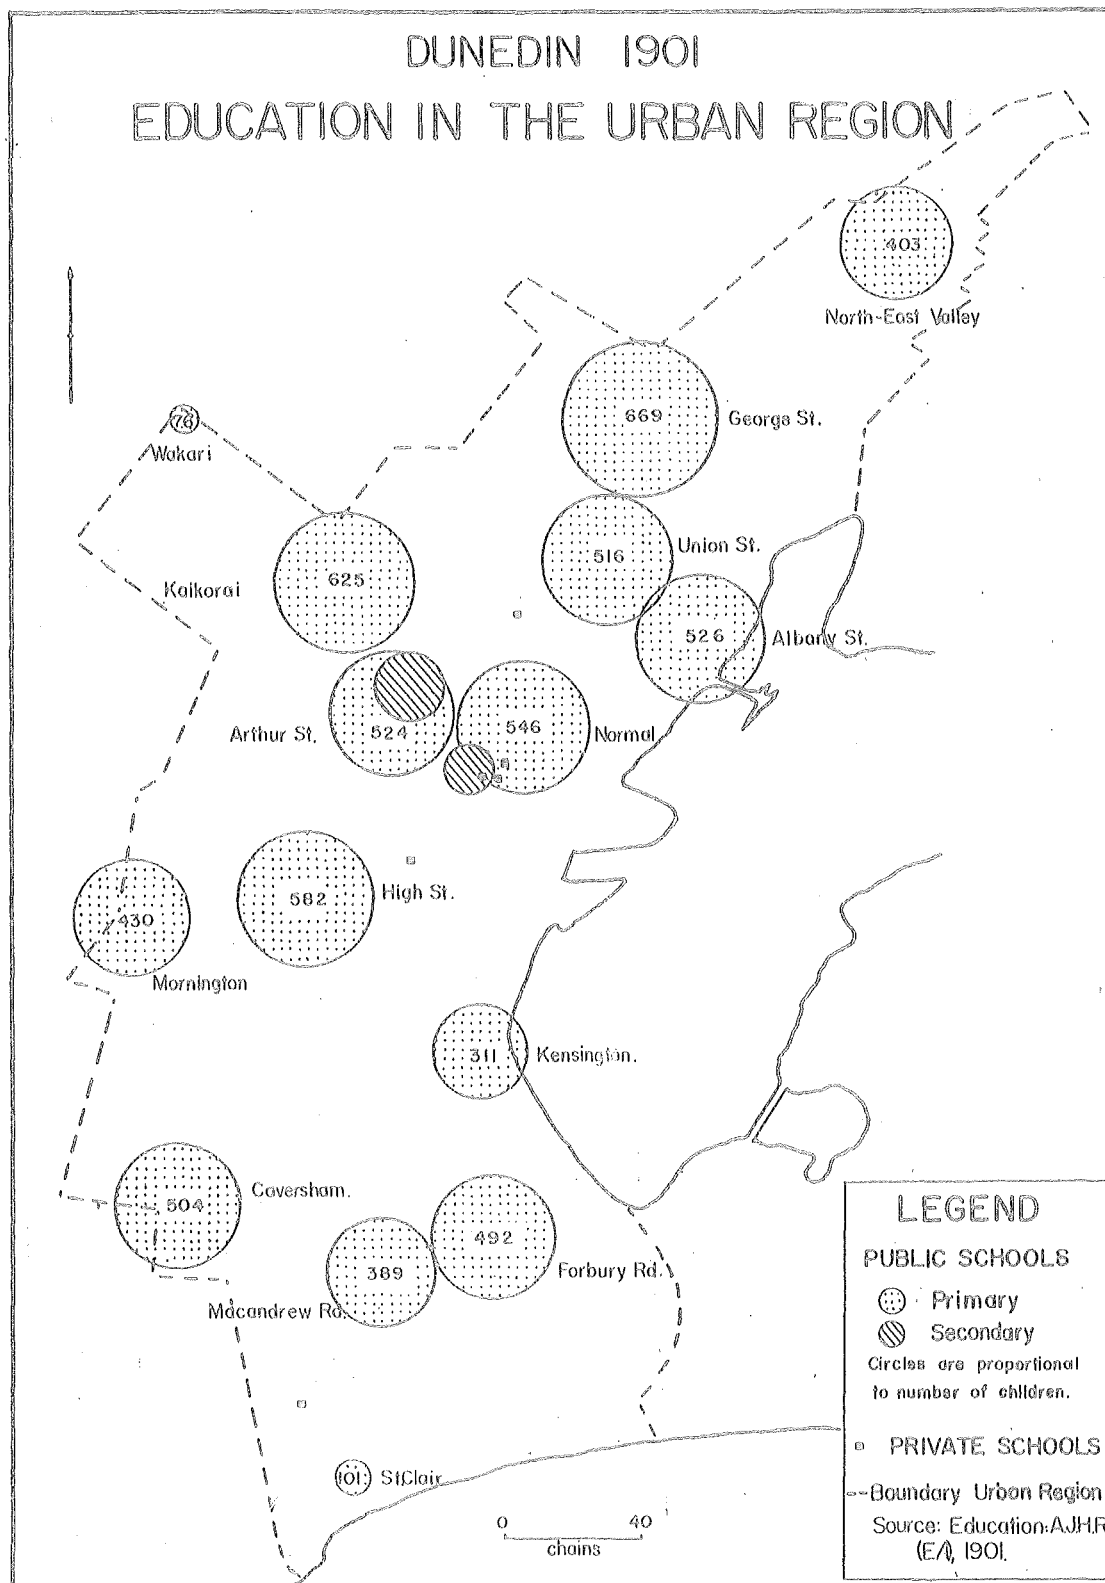 DUNEDIN 1901
EDUCATION IN THE URBAN REGION
403
North-East Valley
669
George St.
76
Wakari
516
Union St.
625
Kaikorai
526
Albany St.
Arthur St.
524
546
Normal
582
High St.
430
Mornington
311
Kensington.
504
Caversham.
492
Forbury Rd.
389
Macandrew Rd.
101
St Clair
0 40
chains
LEGEND
PUBLIC SCHOOLS
Primary
Secondary
Circles are proportional
to number of children.
PRIVATE SCHOOLS
Boundary Urban Region
Source: Education: A.J.H.R
(E/1), 1901.